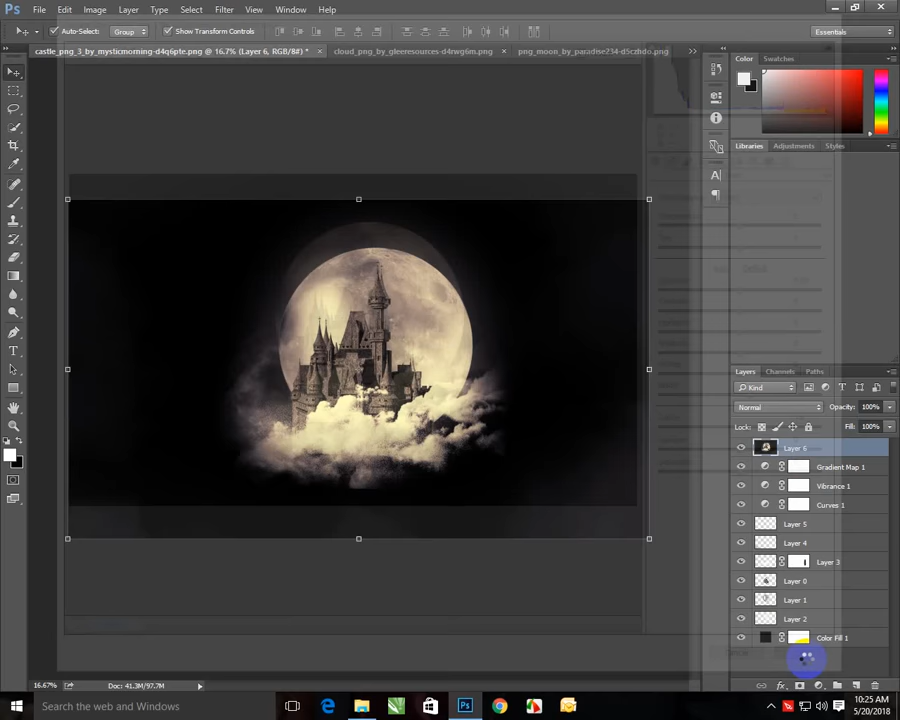 Ps File Edit Image Layer Type Select Filter View Window Help
Auto-Select: Group Show Transform Controls Essentials
castle_png_3_by_mysticmorning-d4q6pte.png @ 16.7% (Layer 6, RGB/8#) * × cloud_png_by_gleeresources-d4rwg6m.png × png_moon_by_paradise234-d5czhdo.png >>
Color Swatches
Libraries Adjustments Styles
A|
¶
T
Layers Channels Paths
Kind T
Normal Opacity: 100%
Lock: Fill: 100%
Layer 6
Gradient Map 1
Vibrance 1
Curves 1
Layer 5
Layer 4
Layer 3
Layer 0
Layer 1
Layer 2
Color Fill 1
fx
16.67% Doc: 41.3M/97.7M
Search Windows
Ps
10:25 AM
5/20/2018